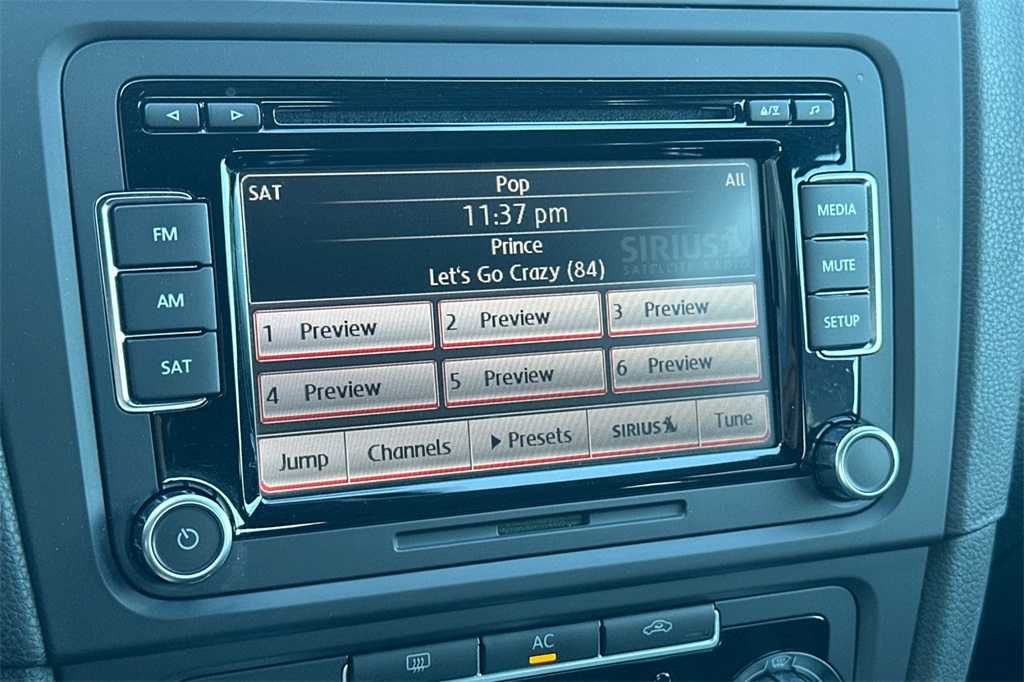 SAT Pop All
11:37 pm
Prince
Let's Go Crazy (84)
SIRIUS
SATELLITE RADIO
1 Preview 2 Preview 3 Preview
4 Preview 5 Preview 6 Preview
Jump Channels Presets SIRIUS Tune
FM
AM
SAT
MEDIA
MUTE
SETUP
AC